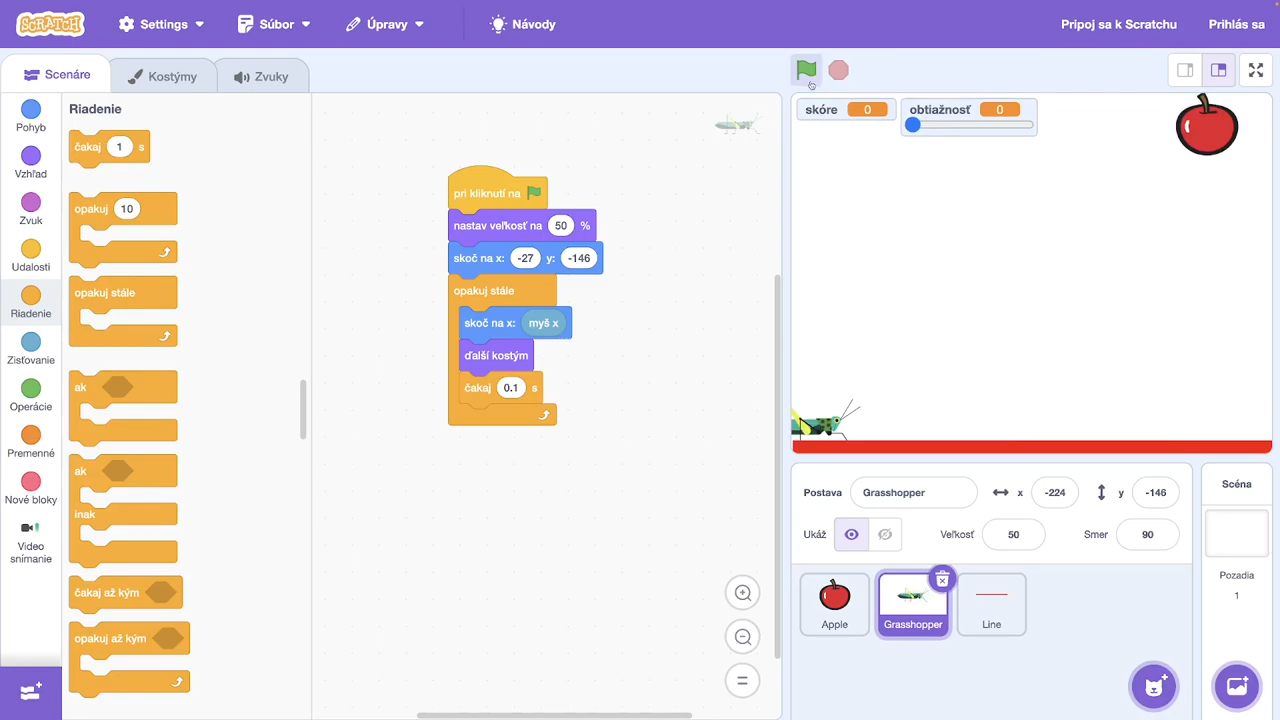 SCRATCH
Settings
Súbor
Úpravy
Návody
Pripoj sa k Scratchu
Prihlás sa
Scenáre
Kostýmy
Zvuky
Pohyb
Vzhľad
Zvuk
Udalosti
Riadenie
Zisťovanie
Operácie
Premenné
Nové bloky
Video
snímanie
Riadenie
čakaj 1 s
opakuj 10
opakuj stále
ak
ak
inak
čakaj až kým
opakuj až kým
pri kliknutí na
nastav veľkosť na 50 %
skoč na x: -27 y: -146
opakuj stále
skoč na x: myš x
ďalší kostým
čakaj 0.1 s
skóre 0
obtiažnosť 0
Postava Grasshopper x -224 y -146
Ukáž Veľkosť 50 Smer 90
Apple
Grasshopper
Line
Scéna
Pozadia
1